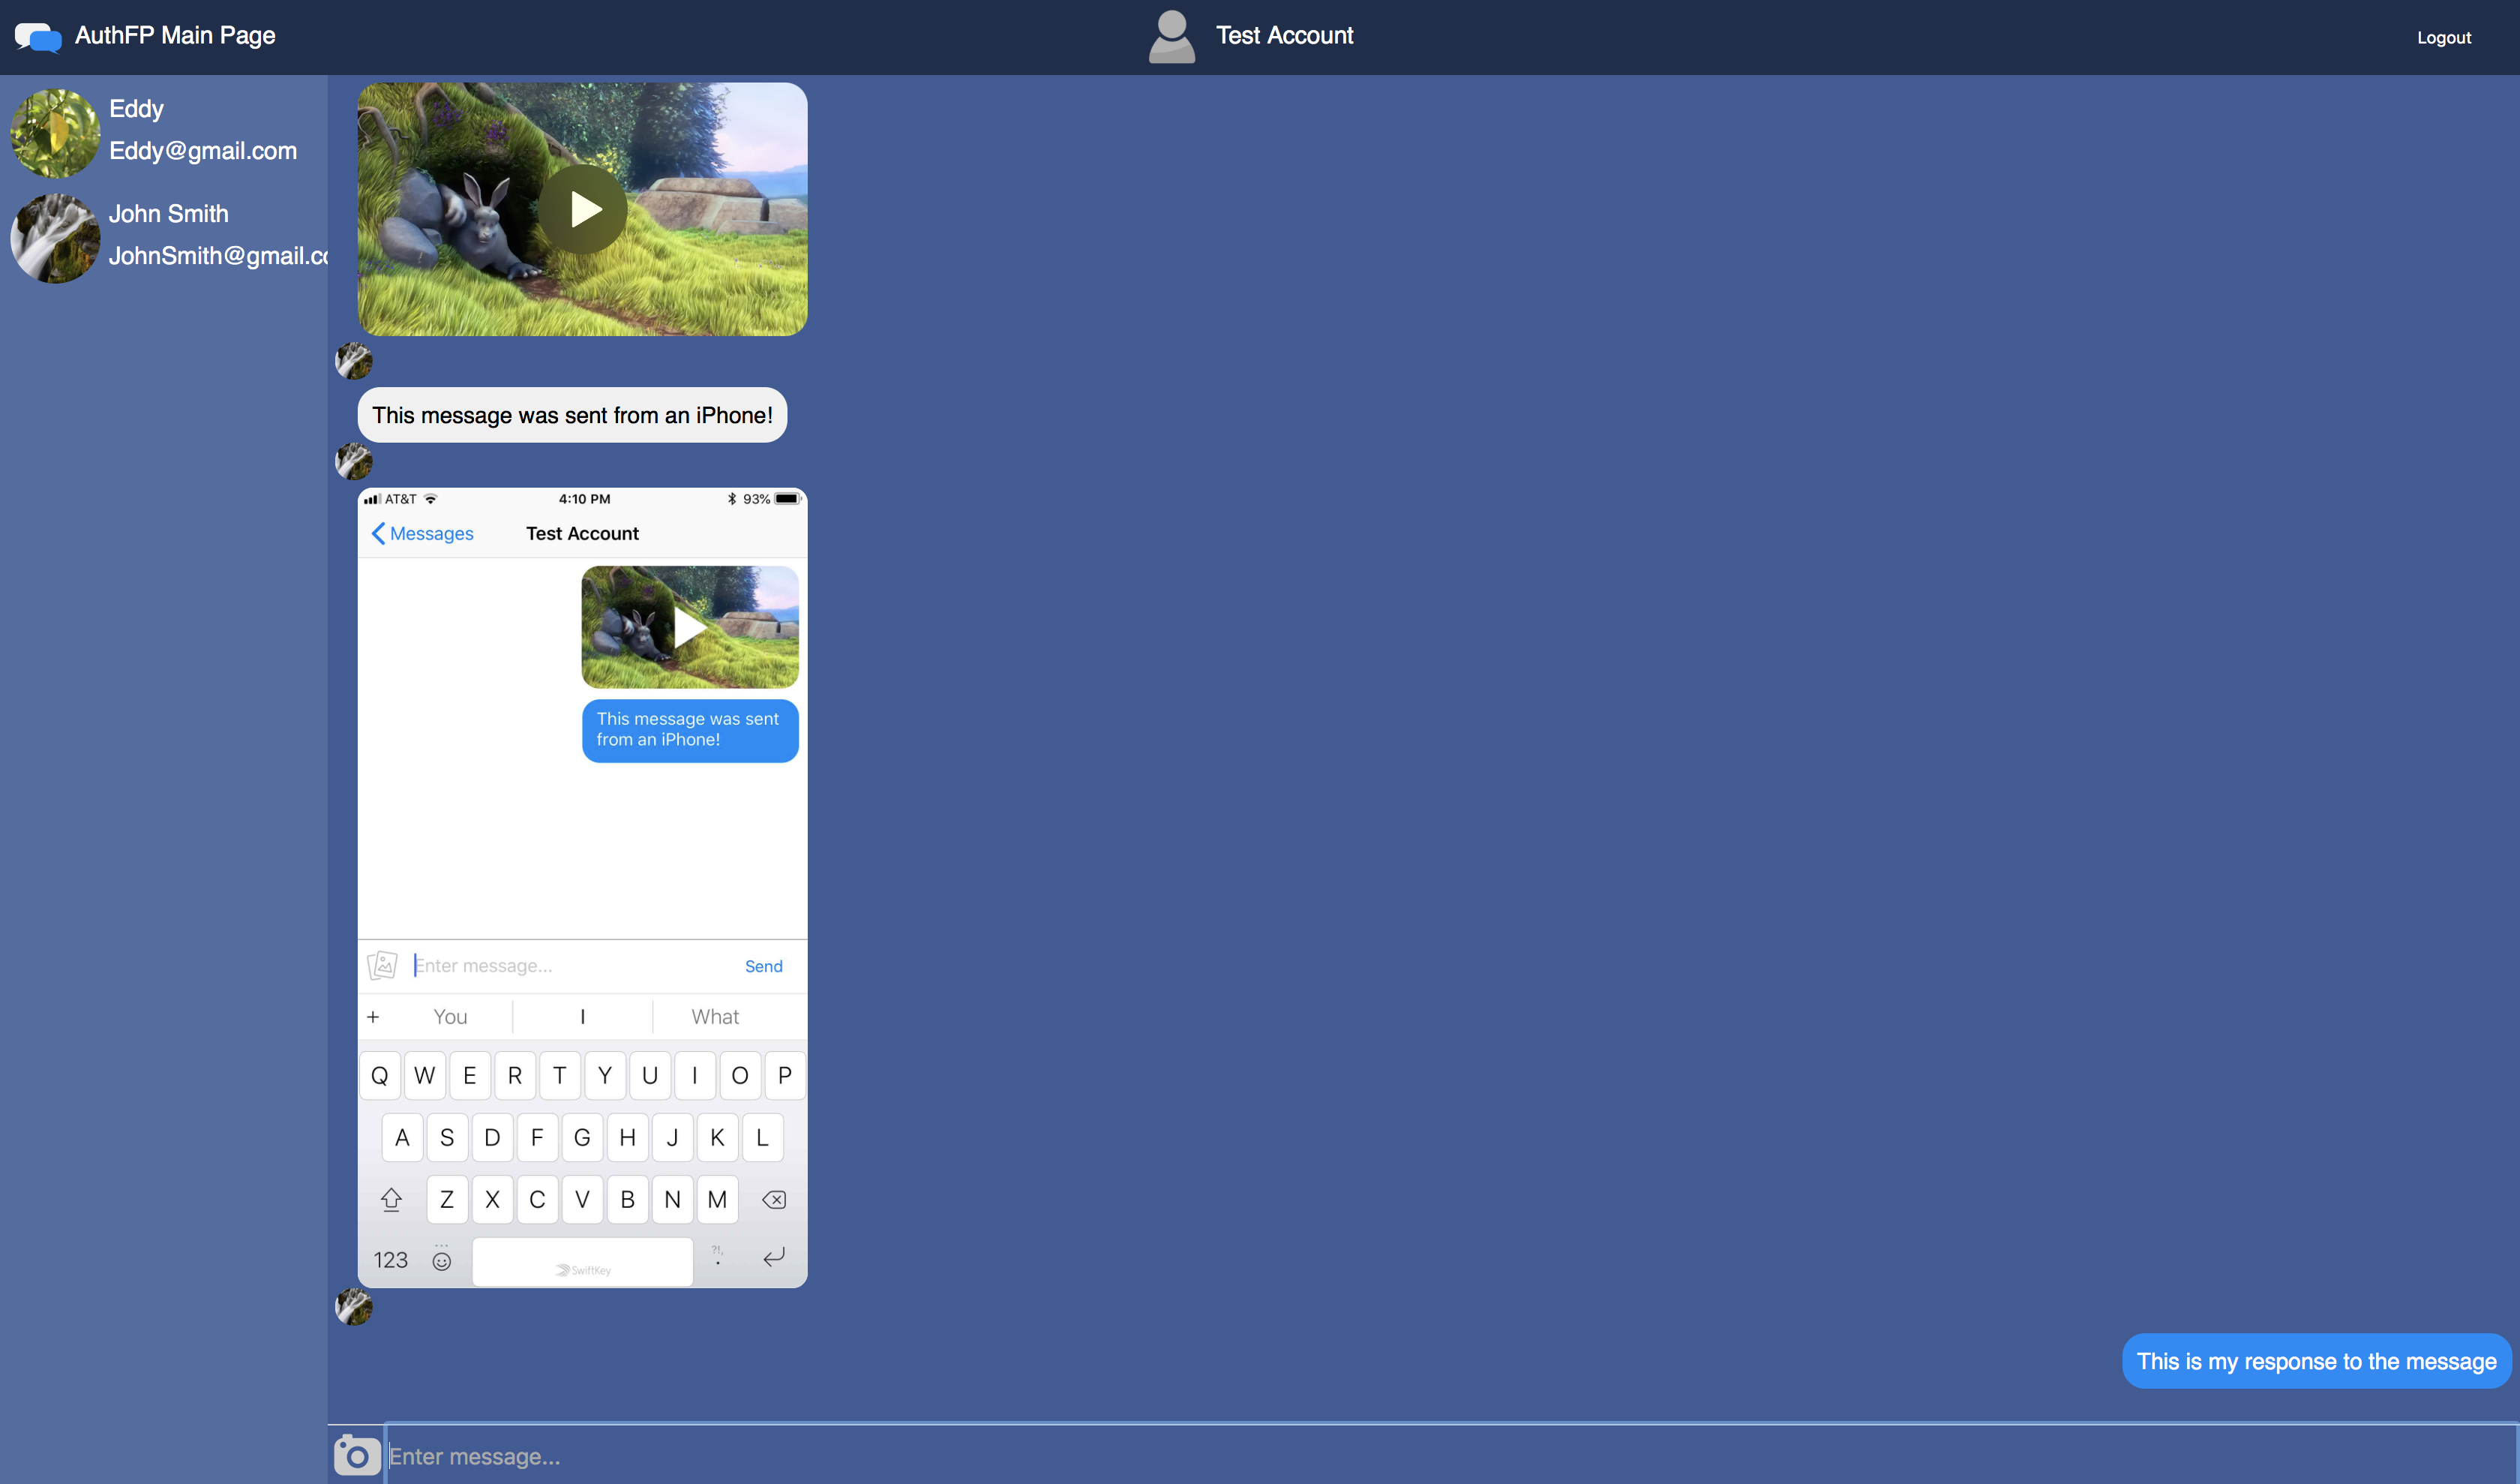 AuthFP Main Page
Test Account
Logout
Eddy
Eddy@gmail.com
John Smith
JohnSmith@gmail.co
This message was sent from an iPhone!
AT&T
4:10 PM
93%
Messages
Test Account
This message was sent
from an iPhone!
Enter message...
Send
+ You I What
Q W E R T Y U I O P
A S D F G H J K L
Z X C V B N M
123 ?!, .
SwiftKey
This is my response to the message
Enter message...